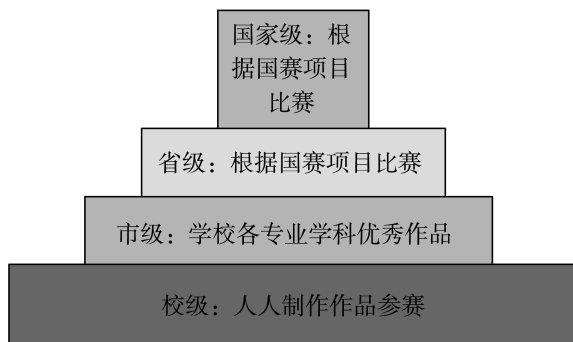 国家级：根
据国赛项目
比赛
省级：根据国赛项目比赛
市级：学校各专业学科优秀作品
校级：人人制作作品参赛